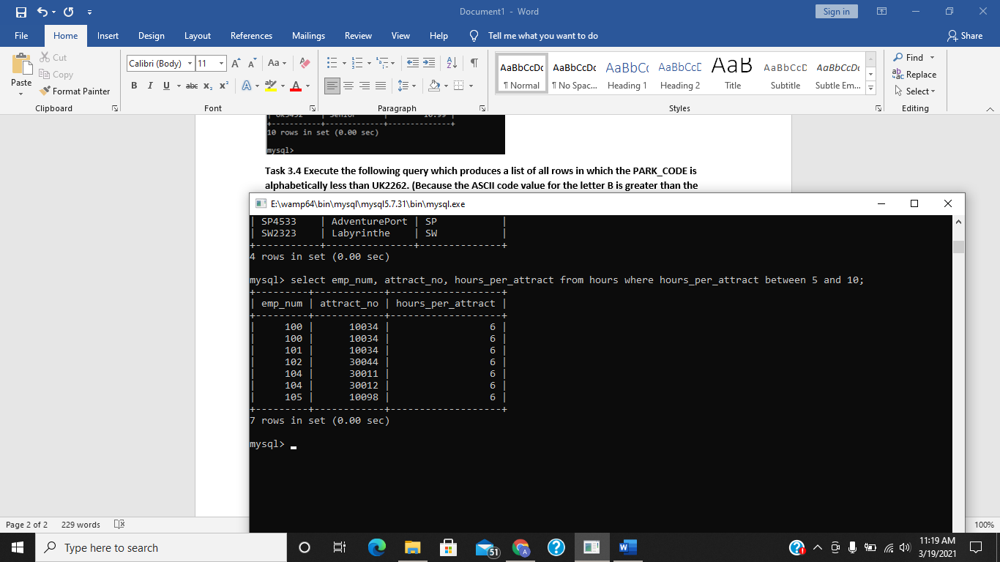 Document1 - Word
Sign in
File Home Insert Design Layout References Mailings Review View Help Tell me what you want to do Share
Paste
Cut
Copy
Format Painter
Clipboard
Calibri (Body) 11
Font
Paragraph
AaBbCcDc AaBbCcDc AaBbCc AaBbCcD AaB AaBbCcD AaBbCcDc
¶ Normal ¶ No Spac... Heading 1 Heading 2 Title Subtitle Subtle Em...
Styles
Find
Replace
Select
Editing
10 rows in set (0.00 sec)
mysql>
Task 3.4 Execute the following query which produces a list of all rows in which the PARK_CODE is
alphabetically less than UK2262. (Because the ASCII code value for the letter B is greater than the
E:\wamp64\bin\mysql\mysql5.7.31\bin\mysql.exe
| SP4533 | AdventurePort | SP |
| SW2323 | Labyrinthe | SW |
+-----------+---------------+--------------+
4 rows in set (0.00 sec)
mysql> select emp_num, attract_no, hours_per_attract from hours where hours_per_attract between 5 and 10;
+---------+------------+-------------------+
| emp_num | attract_no | hours_per_attract |
+---------+------------+-------------------+
| 100 | 10034 | 6 |
| 100 | 10034 | 6 |
| 101 | 10034 | 6 |
| 102 | 30044 | 6 |
| 104 | 30011 | 6 |
| 104 | 30012 | 6 |
| 105 | 10098 | 6 |
+---------+------------+-------------------+
7 rows in set (0.00 sec)
mysql>
Page 2 of 2 229 words 100%
Type here to search
51
11:19 AM
3/19/2021